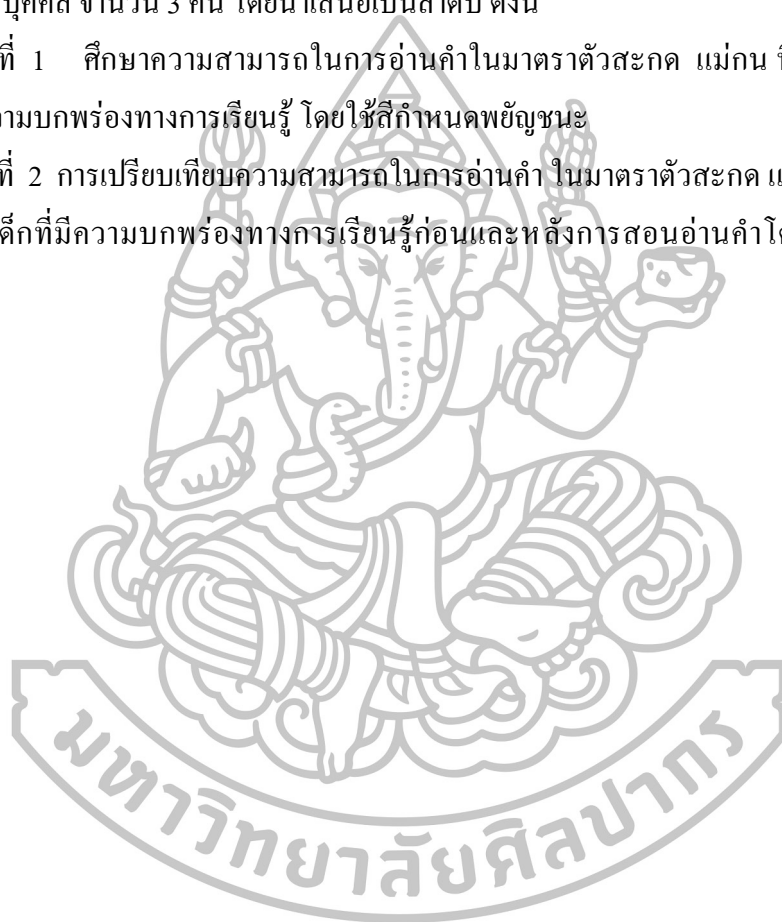 บุคคล จำนวน 3 คน โดยนำเสนอเป็นลำดับ ดังนี้
ที่ 1 ศึกษาความสามารถในการอ่านคำในมาตราตัวสะกด แม่กน
ความบกพร่องทางการเรียนรู้ โดยใช้สีกำหนดพยัญชนะ
ที่ 2 การเปรียบเทียบความสามารถในการอ่านคำ ในมาตราตัวสะกด
เด็กที่มีความบกพร่องทางการเรียนรู้ก่อนและหลังการสอนอ่านคำ
มหาวิทยาลัยศิลปากร